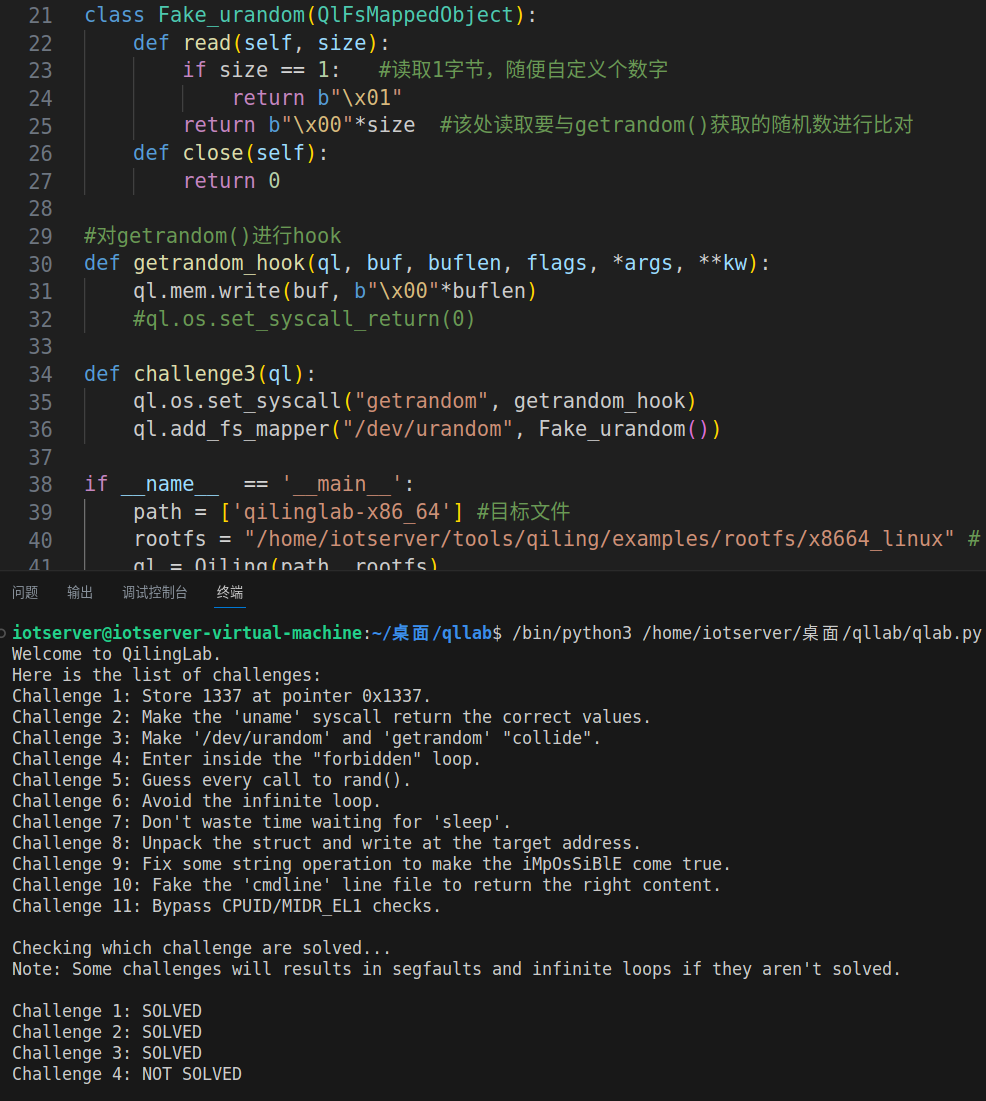 21 class Fake_urandom(QlFsMappedObject):
22 def read(self, size):
23 if size == 1: #读取1字节，随便自定义个数字
24 return b"\x01"
25 return b"\x00"*size #该处读取要与getrandom()获取的随机数进行比对
26 def close(self):
27 return 0
28
29 #对getrandom()进行hook
30 def getrandom_hook(ql, buf, buflen, flags, *args, **kw):
31 ql.mem.write(buf, b"\x00"*buflen)
32 #ql.os.set_syscall_return(0)
33
34 def challenge3(ql):
35 ql.os.set_syscall("getrandom", getrandom_hook)
36 ql.add_fs_mapper("/dev/urandom", Fake_urandom())
37
38 if __name__ == '__main__':
39 path = ['qilinglab-x86_64'] #目标文件
40 rootfs = "/home/iotserver/tools/qiling/examples/rootfs/x8664_linux" #
41 ql = Qiling(path, rootfs)
问题 输出 调试控制台 终端
iotserver@iotserver-virtual-machine:~/桌面/qllab$ /bin/python3 /home/iotserver/桌面/qllab/qlab.py
Welcome to QilingLab.
Here is the list of challenges:
Challenge 1: Store 1337 at pointer 0x1337.
Challenge 2: Make the 'uname' syscall return the correct values.
Challenge 3: Make '/dev/urandom' and 'getrandom' "collide".
Challenge 4: Enter inside the "forbidden" loop.
Challenge 5: Guess every call to rand().
Challenge 6: Avoid the infinite loop.
Challenge 7: Don't waste time waiting for 'sleep'.
Challenge 8: Unpack the struct and write at the target address.
Challenge 9: Fix some string operation to make the iMpOsSiBlE come true.
Challenge 10: Fake the 'cmdline' line file to return the right content.
Challenge 11: Bypass CPUID/MIDR_EL1 checks.
Checking which challenge are solved...
Note: Some challenges will results in segfaults and infinite loops if they aren't solved.
Challenge 1: SOLVED
Challenge 2: SOLVED
Challenge 3: SOLVED
Challenge 4: NOT SOLVED